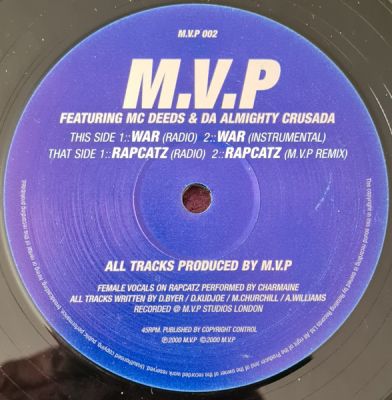 M.V.P 002
M.V.P
FEATURING MC DEEDS & DA ALMIGHTY CRUSADA
THIS SIDE 1:: WAR (RADIO) 2:: WAR (INSTRUMENTAL)
THAT SIDE 1:: RAPCATZ (RADIO) 2:: RAPCATZ (M.V.P REMIX)
ALL TRACKS PRODUCED BY M.V.P
FEMALE VOCALS ON RAPCATZ PERFORMED BY CHARMAINE
ALL TRACKS WRITTEN BY D.BYER / D.KUDJOE / M.CHURCHILL / A.WILLIAMS
RECORDED @ M.V.P STUDIOS LONDON
45RPM. PUBLISHED BY COPYRIGHT CONTROL
℗2000 M.V.P ©2000 M.V.P